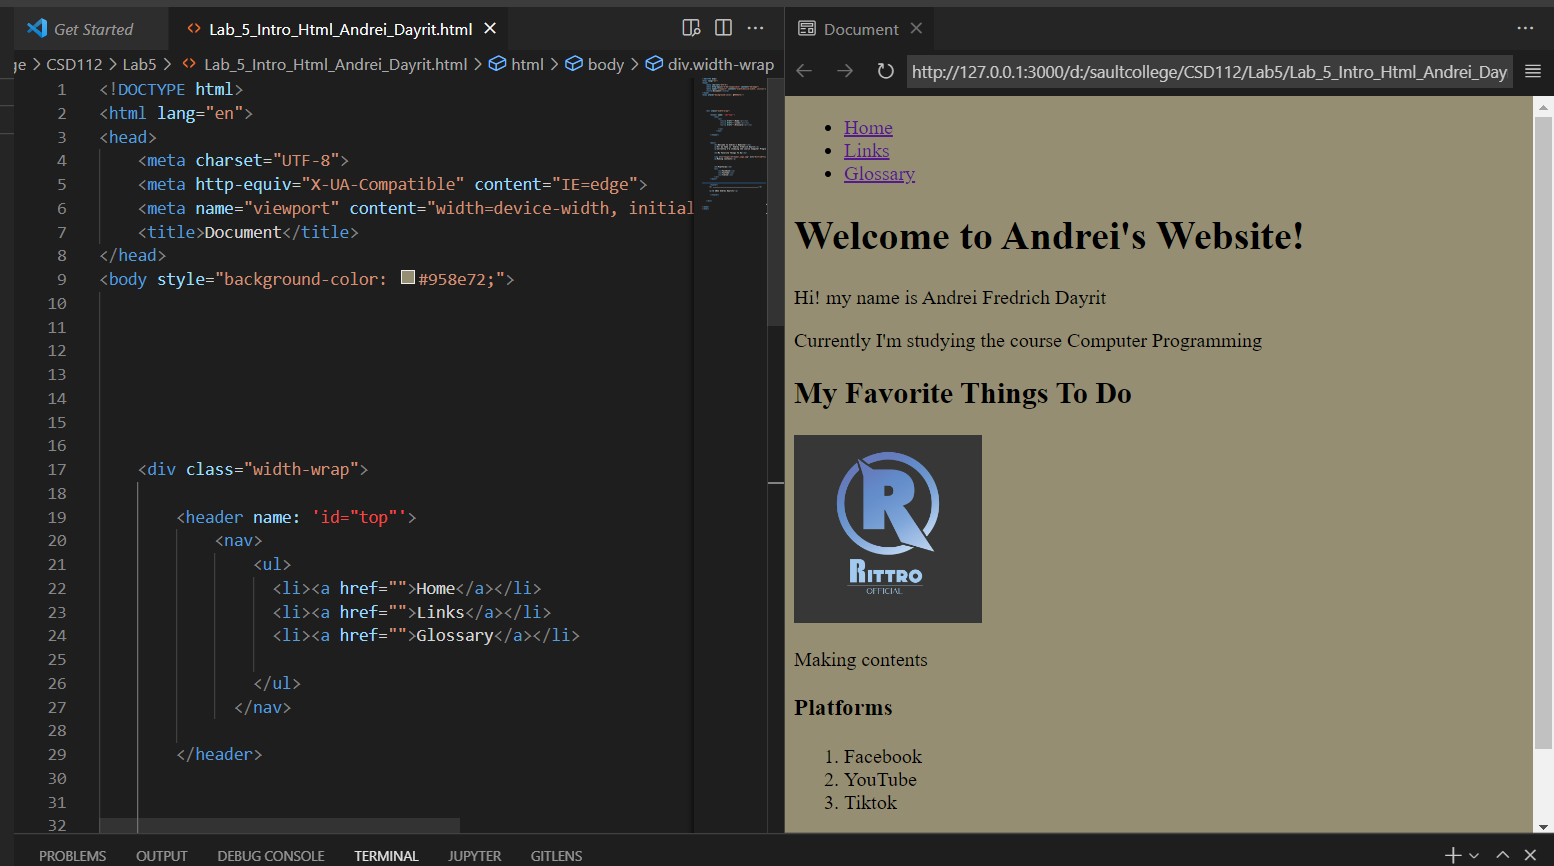 Get Started
Lab_5_Intro_Html_Andrei_Dayrit.html
Document
ge > CSD112 > Lab5 > Lab_5_Intro_Html_Andrei_Dayrit.html > html > body > div.width-wrap
http://127.0.0.1:3000/d:/saultcollege/CSD112/Lab5/Lab_5_Intro_Html_Andrei_Day
1 <!DOCTYPE html>
2 <html lang="en">
3 <head>
4 <meta charset="UTF-8">
5 <meta http-equiv="X-UA-Compatible" content="IE=edge">
6 <meta name="viewport" content="width=device-width, initial
7 <title>Document</title>
8 </head>
9 <body style="background-color: #958e72;">
10
11
12
13
14
15
16
17 <div class="width-wrap">
18
19 <header name: 'id="top"'>
20 <nav>
21 <ul>
22 <li><a href="">Home</a></li>
23 <li><a href="">Links</a></li>
24 <li><a href="">Glossary</a></li>
25
26 </ul>
27 </nav>
28
29 </header>
30
31
32
PROBLEMS OUTPUT DEBUG CONSOLE TERMINAL JUPYTER GITLENS
• Home
• Links
• Glossary
Welcome to Andrei's Website!
Hi! my name is Andrei Fredrich Dayrit
Currently I'm studying the course Computer Programming
My Favorite Things To Do
R
RITTRO
OFFICIAL
Making contents
Platforms
1. Facebook
2. YouTube
3. Tiktok